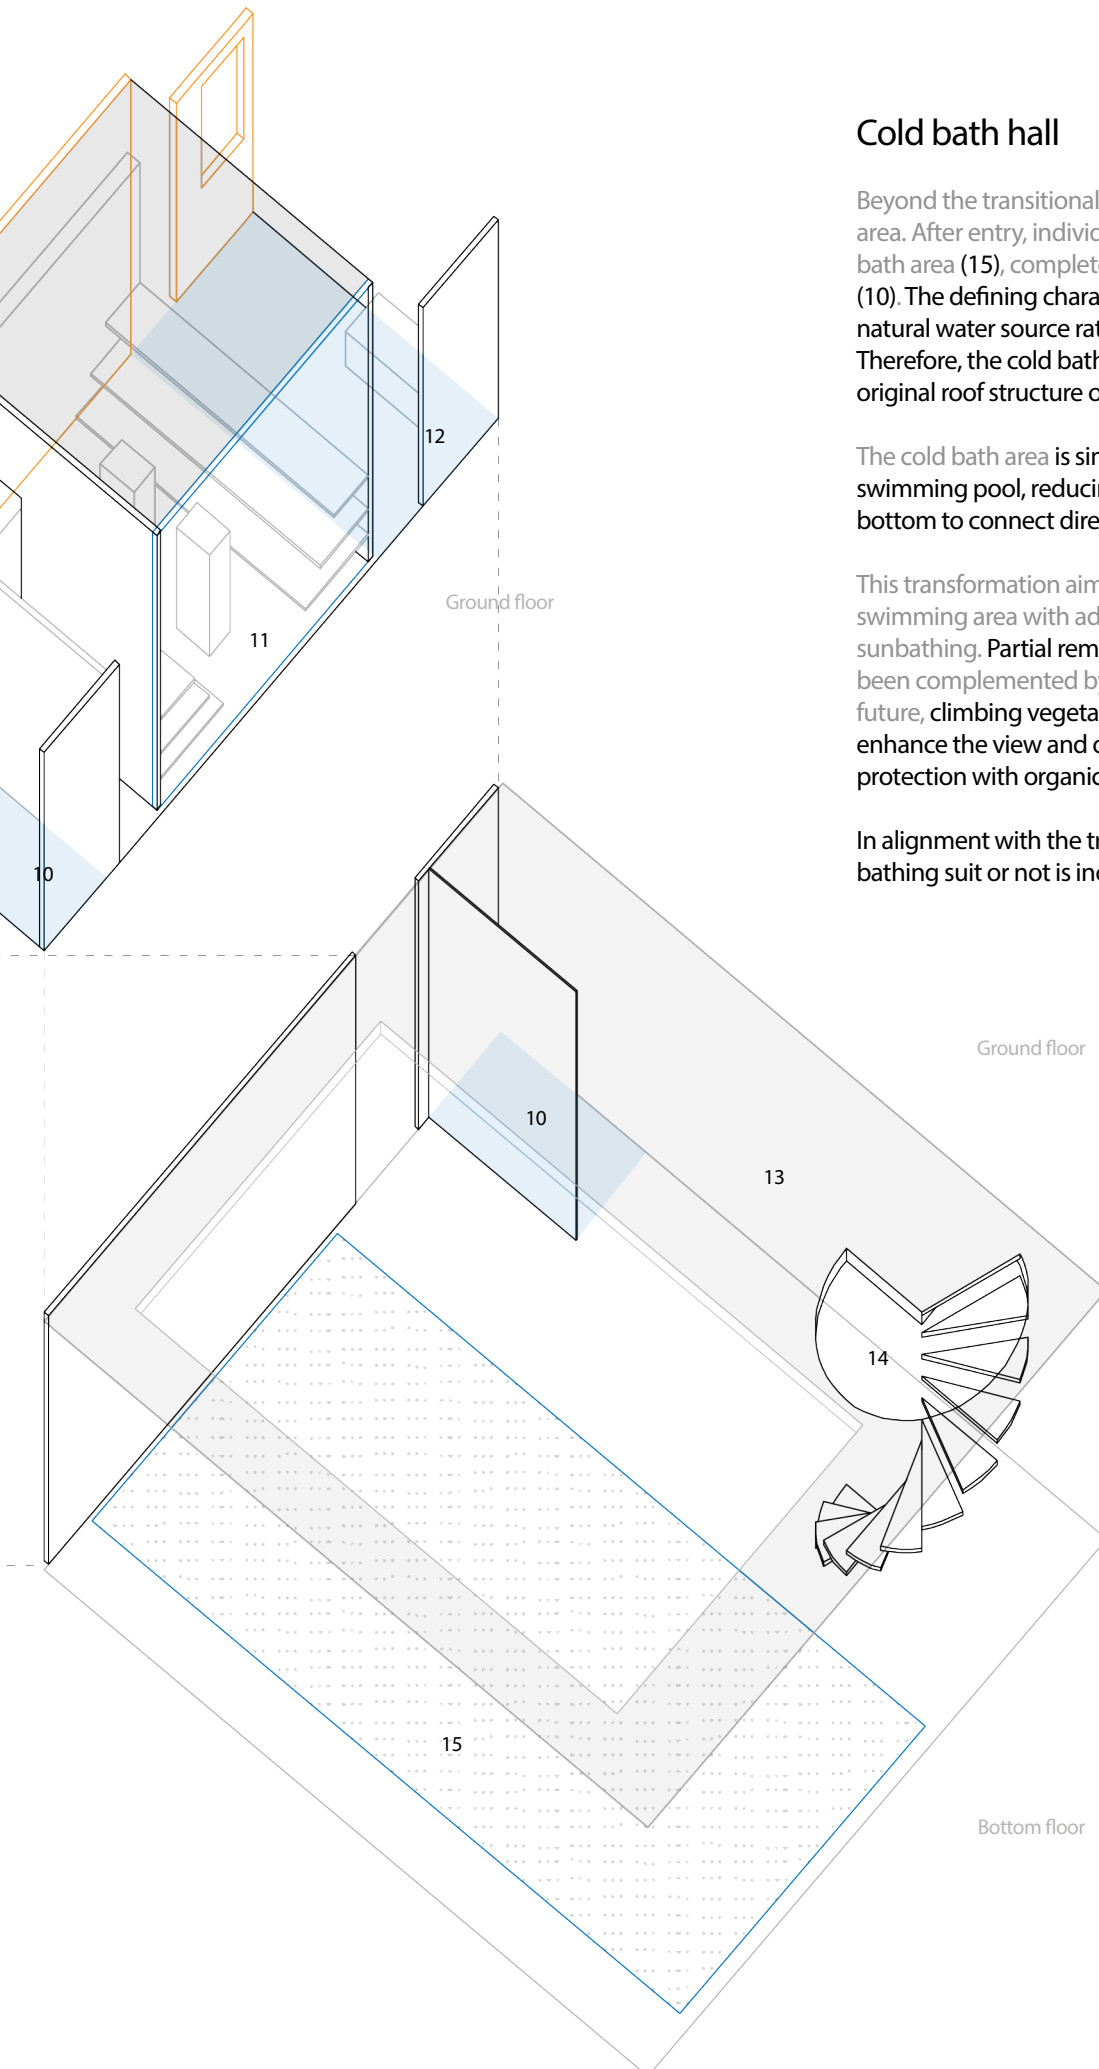 Cold bath hall
Beyond the transitional
area. After entry, individ
bath area (15), complete
(10). The defining chara
natural water source rat
Therefore, the cold bath
original roof structure o
The cold bath area is sin
swimming pool, reducin
bottom to connect dire
This transformation aim
swimming area with ad
sunbathing. Partial rem
been complemented by
future, climbing vegeta
enhance the view and c
protection with organic
In alignment with the tr
bathing suit or not is inc
12
Ground floor
11
10
Ground floor
10
13
14
15
Bottom floor